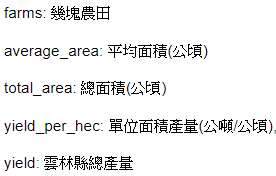 farms: 幾塊農田
average_area: 平均面積(公頃)
total_area: 總面積(公頃)
yield_per_hec: 單位面積產量(公噸/公頃),
yield: 雲林縣總產量